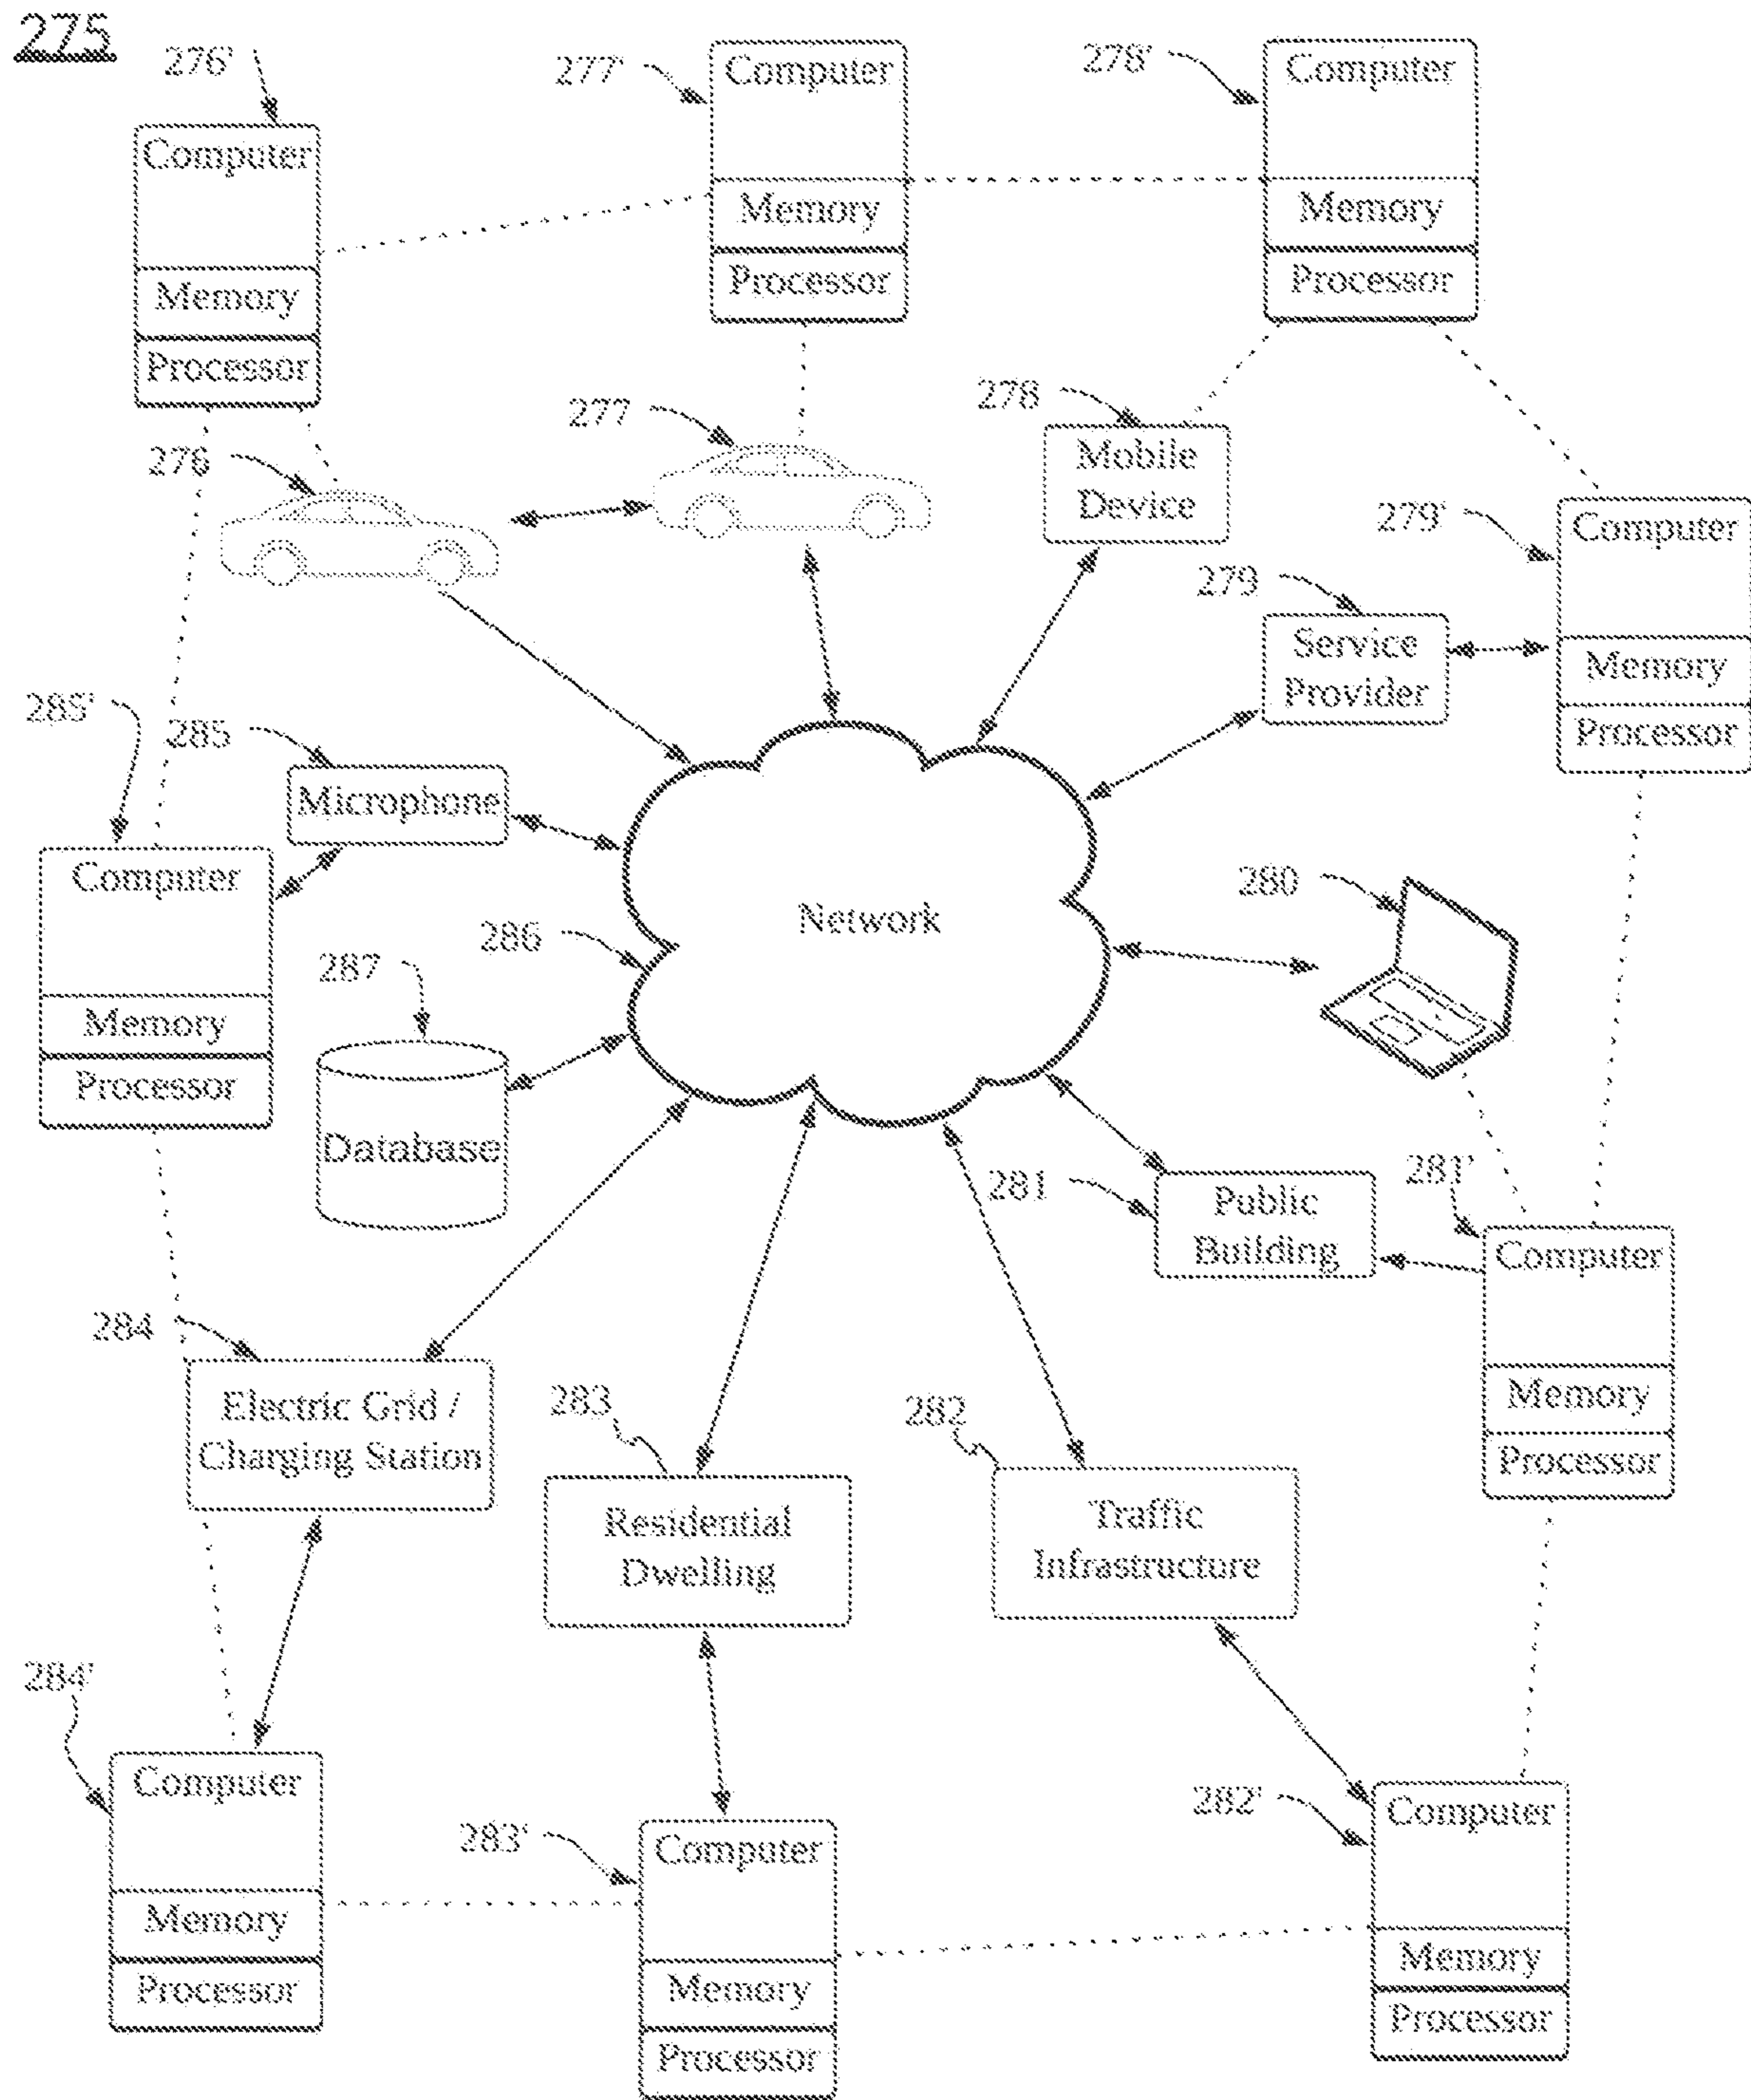 275
276'
277'
278'
Computer
Memory
Processor
Computer
Memory
Processor
Computer
Memory
Processor
276
277
278
Mobile
Device
279'
Computer
Memory
Processor
279
Service
Provider
285'
285
Microphone
Computer
Memory
Processor
286
Network
280
287
Database
281
Public
Building
281'
Computer
Memory
Processor
284
Electric Grid /
Charging Station
283
Residential
Dwelling
282
Traffic
Infrastructure
284'
Computer
Memory
Processor
283'
Computer
Memory
Processor
282'
Computer
Memory
Processor